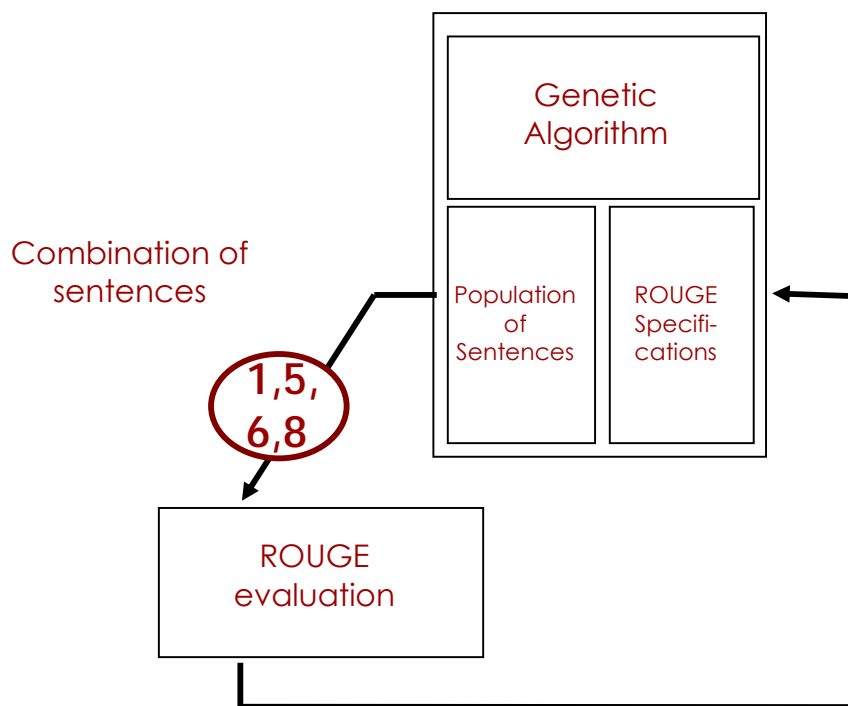 Genetic
Algorithm
Combination of
sentences
Population
of
Sentences
ROUGE
Specifi-
cations
1,5,
6,8
ROUGE
evaluation